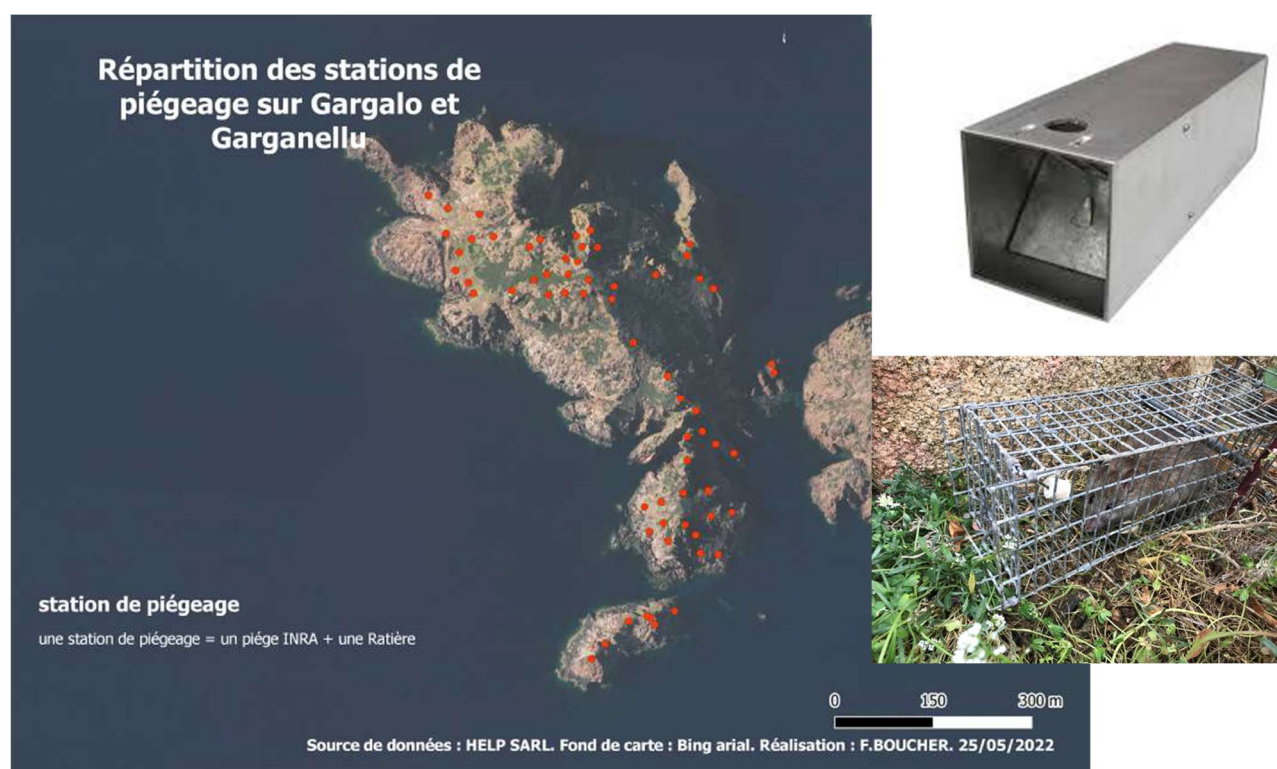 Répartition des stations de
piégeage sur Gargalo et
Garganellu
station de piégeage
une station de piégeage = un piége INRA + une Ratière
0 150 300 m
Source de données : HELP SARL. Fond de carte : Bing arial. Réalisation : F.BOUCHER. 25/05/2022